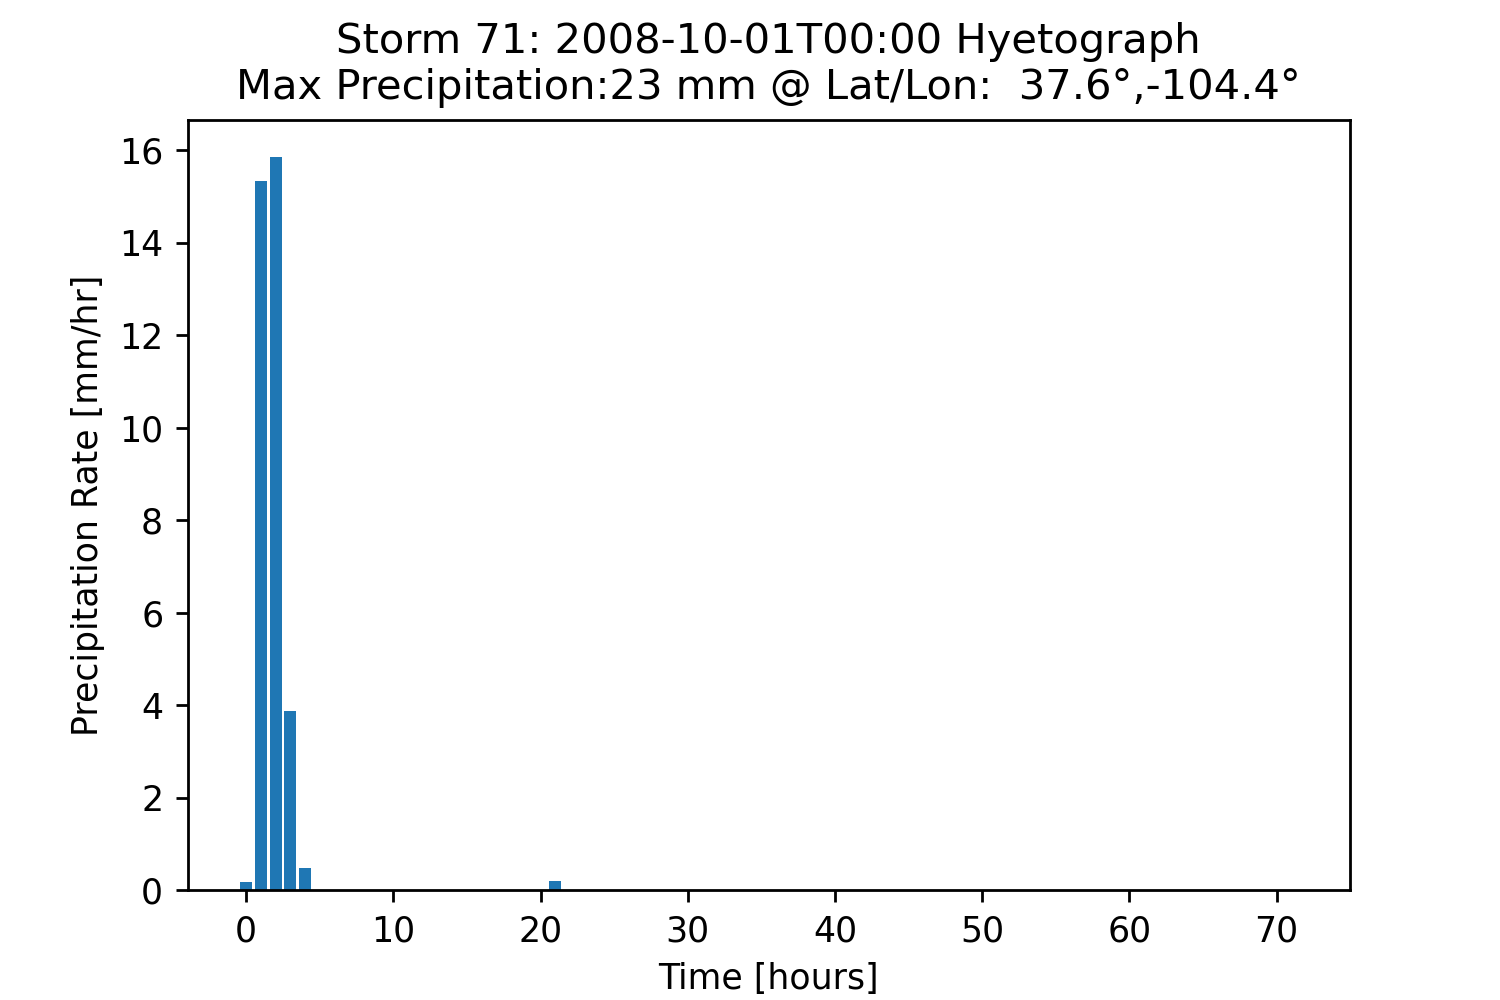 Storm 71: 2008-10-01T00:00 Hyetograph
Max Precipitation:23 mm @ Lat/Lon:  37.6°,-104.4°
Precipitation Rate [mm/hr]
16
14
12
10
8
6
4
2
0
0 10 20 30 40 50 60 70
Time [hours]